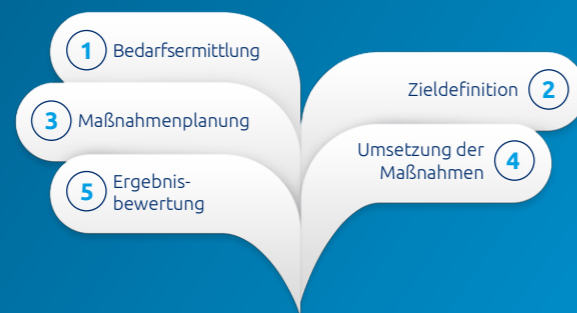 1 Bedarfsermittlung
Zieldefinition 2
3 Maßnahmenplanung
Umsetzung der
Maßnahmen 4
5 Ergebnis-
bewertung